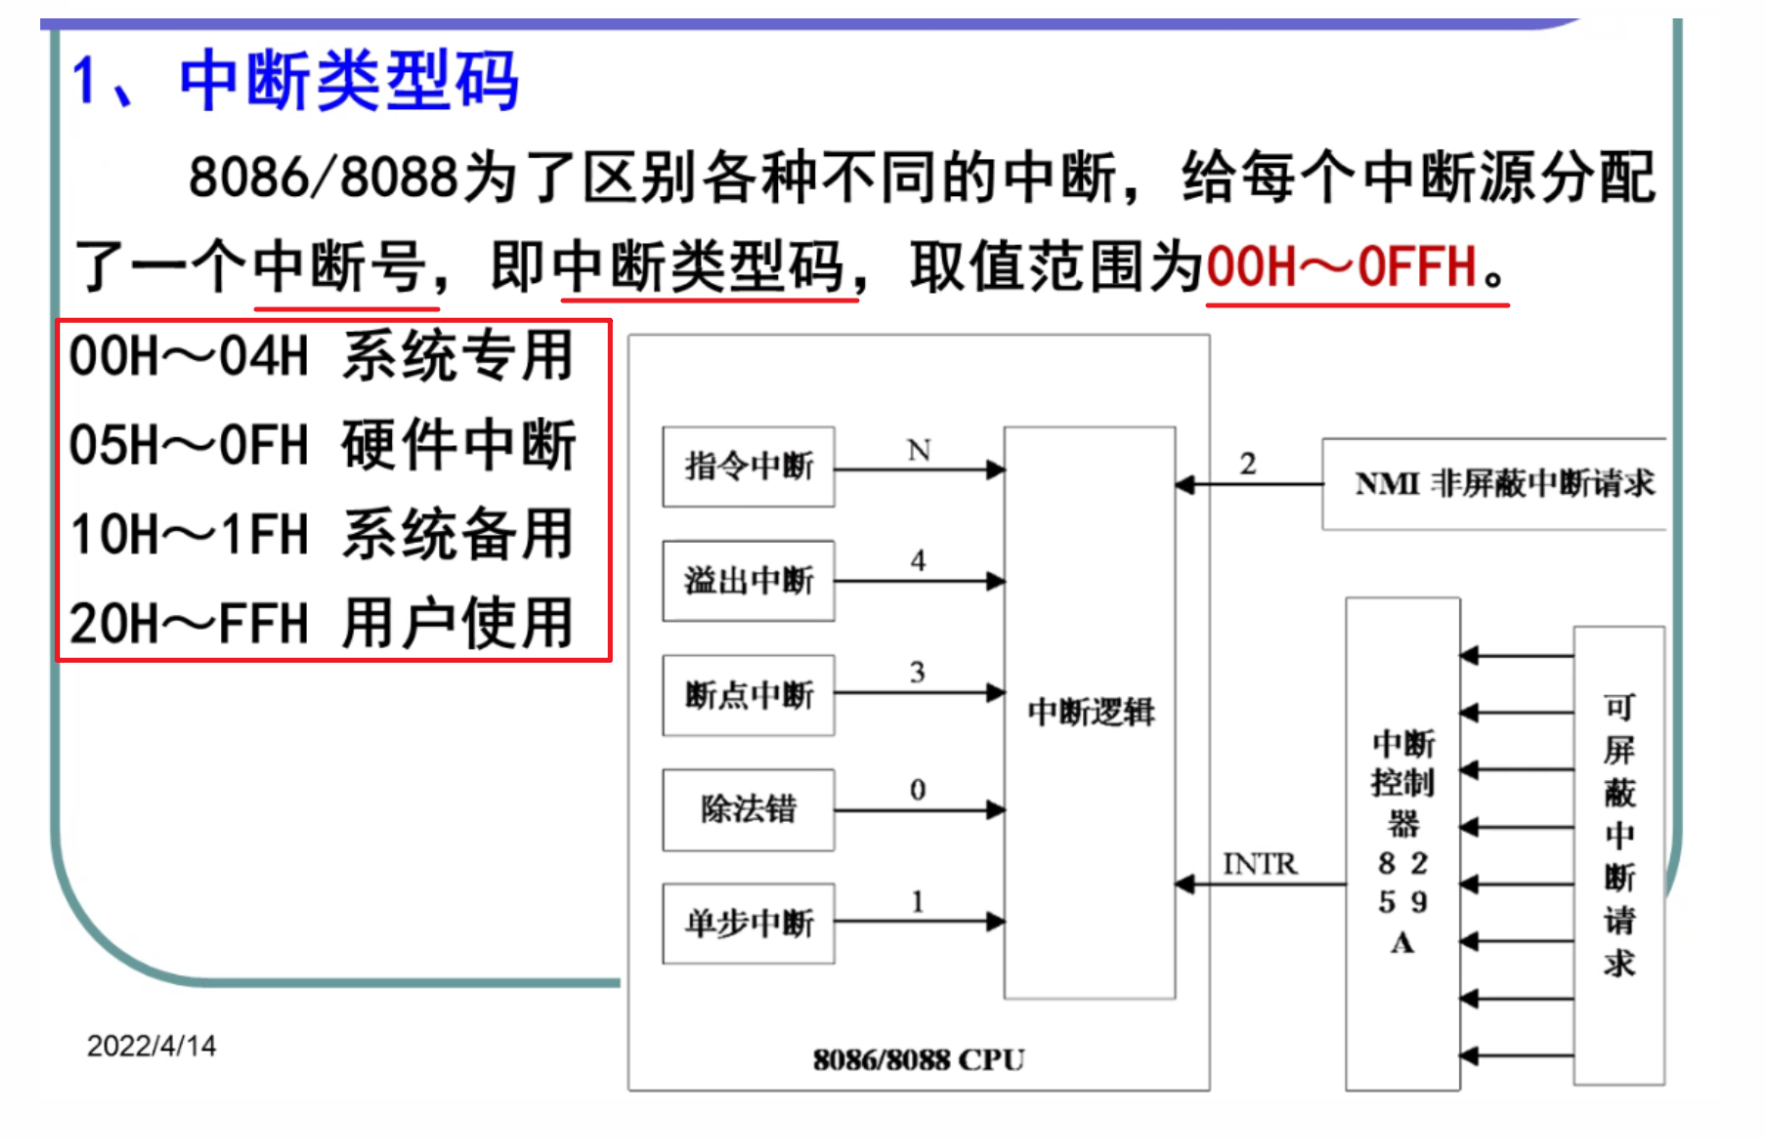 1、中断类型码
8086/8088为了区别各种不同的中断，给每个中断源分配
了一个中断号，即中断类型码，取值范围为00H～0FFH。
00H～04H 系统专用
05H～0FH 硬件中断
10H～1FH 系统备用
20H～FFH 用户使用
指令中断
N
溢出中断
4
断点中断
3
除法错
0
单步中断
1
中断逻辑
8086/8088 CPU
2
NMI 非屏蔽中断请求
INTR
中断
控制
器
8 2
5 9
A
可
屏
蔽
中
断
请
求
2022/4/14